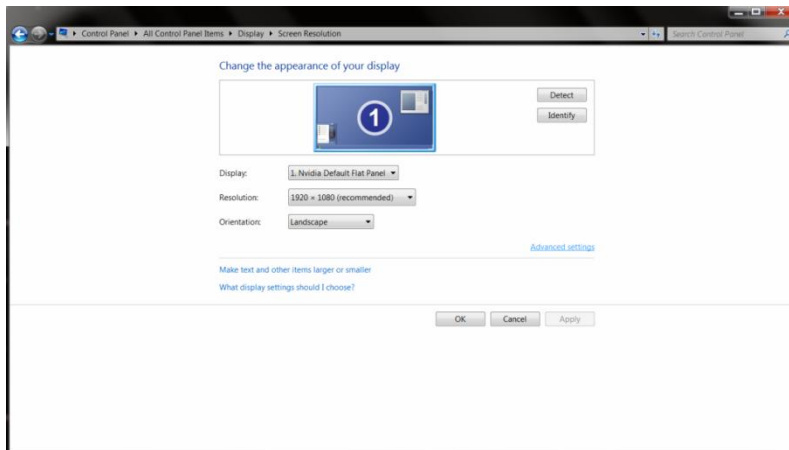 Control Panel ▸ All Control Panel Items ▸ Display ▸ Screen Resolution
Search Control Panel
Change the appearance of your display
1
Detect
Identify
Display: 1. Nvidia Default Flat Panel
Resolution: 1920 × 1080 (recommended)
Orientation: Landscape
Advanced settings
Make text and other items larger or smaller
What display settings should I choose?
OK Cancel Apply